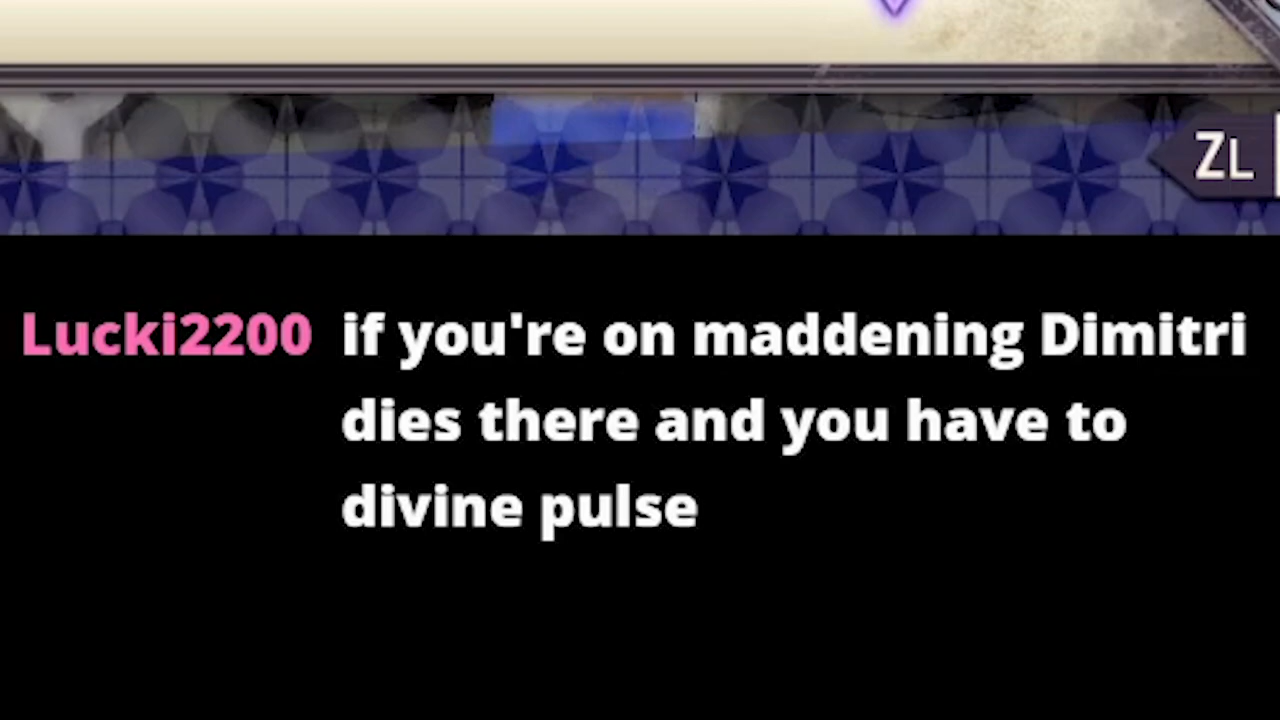 ZL
Lucki2200 if you're on maddening Dimitri
dies there and you have to
divine pulse